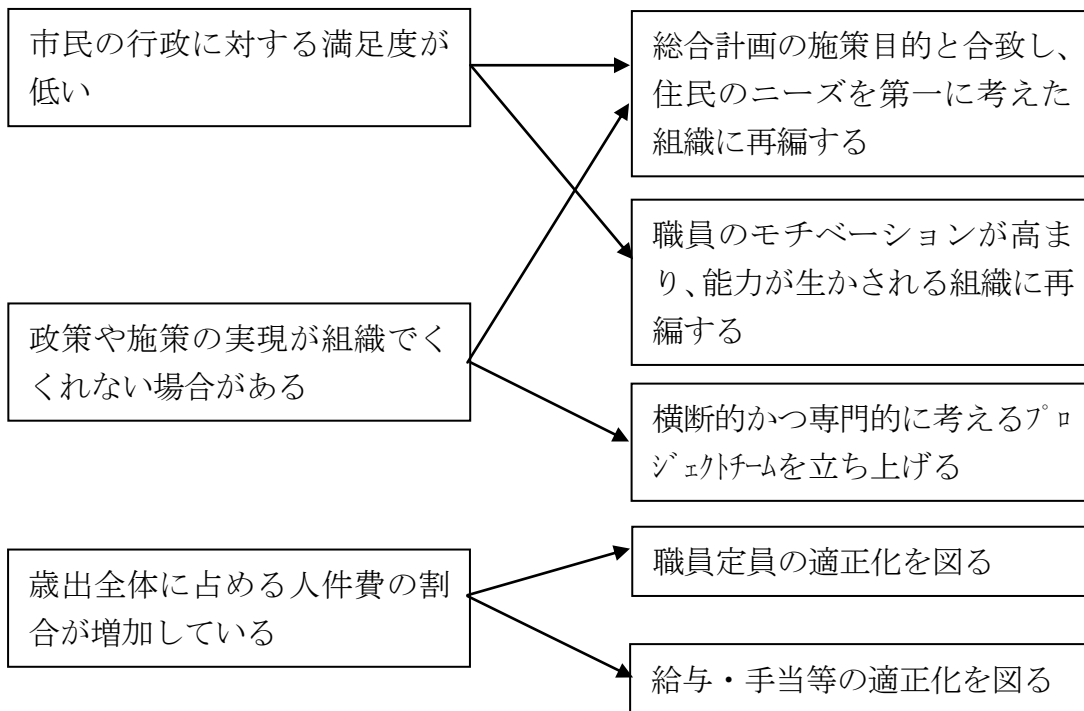 市民の行政に対する満足度が
低い
総合計画の施策目的と合致し、
住民のニーズを第一に考えた
組織に再編する
職員のモチベーションが高ま
り、能力が生かされる組織に再
編する
政策や施策の実現が組織でく
くれない場合がある
横断的かつ専門的に考えるﾌﾟﾛ
ｼﾞｪｸﾄﾁｰﾑを立ち上げる
歳出全体に占める人件費の割
合が増加している
職員定員の適正化を図る
給与・手当等の適正化を図る